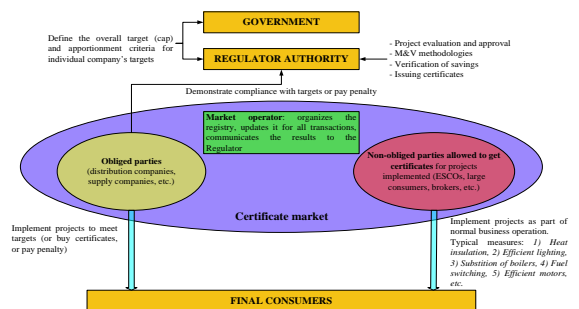 GOVERNMENT
Define the overall target (cap)
and apportionment criteria for
individual company's targets
REGULATOR AUTHORITY
- Project evaluation and approval
- M&V methodologies
- Verification of savings
- Issuing certificates
Demonstrate compliance with targets or pay penalty
Market operator: organizes the
registry, updates it for all transactions,
communicates the results to the
Regulator
Obliged parties
(distribution companies,
supply companies, etc.)
Non-obliged parties allowed to get
certificates for projects
implemented (ESCOs, large
consumers, brokers, etc.)
Certificate market
Implement projects to meet
targets (or buy certificates,
or pay penalty)
Implement projects as part of
normal business operation.
Typical measures: 1) Heat
insulation, 2) Efficient lighting,
3) Substition of boilers, 4) Fuel
switching, 5) Efficient motors,
etc.
FINAL CONSUMERS